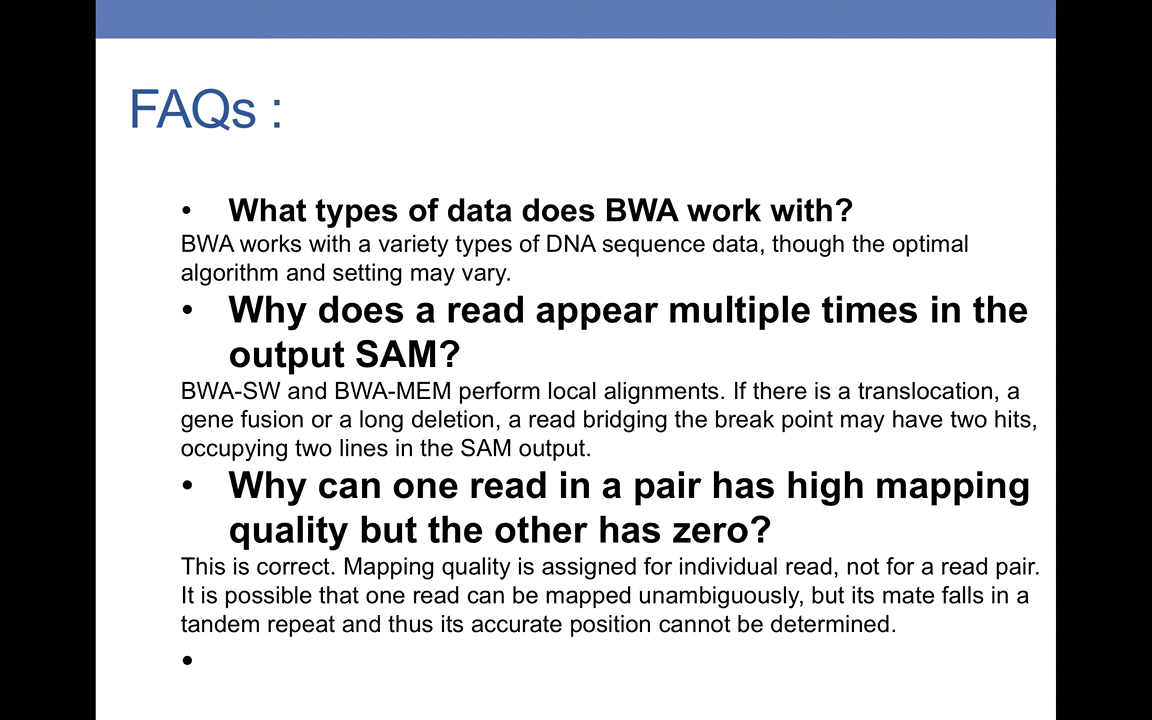 FAQs :
• What types of data does BWA work with?
BWA works with a variety types of DNA sequence data, though the optimal
algorithm and setting may vary.
• Why does a read appear multiple times in the
output SAM?
BWA-SW and BWA-MEM perform local alignments. If there is a translocation, a
gene fusion or a long deletion, a read bridging the break point may have two hits,
occupying two lines in the SAM output.
• Why can one read in a pair has high mapping
quality but the other has zero?
This is correct. Mapping quality is assigned for individual read, not for a read pair.
It is possible that one read can be mapped unambiguously, but its mate falls in a
tandem repeat and thus its accurate position cannot be determined.
•